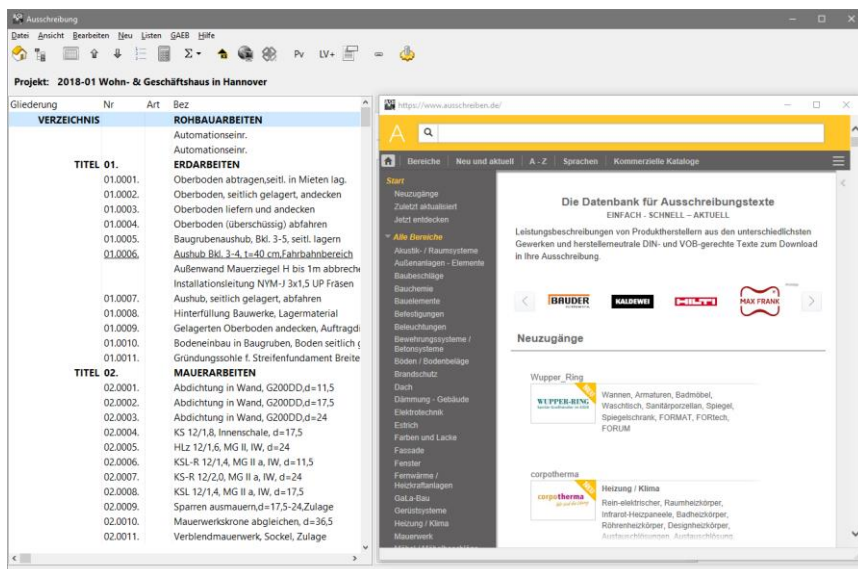 Ausschreibung
Datei Ansicht Bearbeiten Neu Listen GAEB Hilfe
Σ Pv LV+
Projekt: 2018-01 Wohn- & Geschäftshaus in Hannover
Gliederung Nr Art Bez
VERZEICHNIS ROHBAUARBEITEN
Automationseinr.
Automationseinr.
TITEL 01. ERDARBEITEN
01.0001. Oberboden abtragen,seitl. in Mieten lag.
01.0002. Oberboden, seitlich gelagert, andecken
01.0003. Oberboden liefern und andecken
01.0004. Oberboden (überschüssig) abfahren
01.0005. Baugrubenaushub, Bkl. 3-5, seitl. lagern
01.0006. Aushub Bkl. 3-4, t=40 cm,Fahrbahnbereich
Außenwand Mauerziegel H bis 1m abbreche
Installationsleitung NYM-J 3x1,5 UP Fräsen
01.0007. Aushub, seitlich gelagert, abfahren
01.0008. Hinterfüllung Bauwerke, Lagermaterial
01.0009. Gelagerten Oberboden andecken, Auftragdi
01.0010. Bodeneinbau in Baugruben, Boden seitlich g
01.0011. Gründungssohle f. Streifenfundament Breite
TITEL 02. MAUERARBEITEN
02.0001. Abdichtung in Wand, G200DD,d=11,5
02.0002. Abdichtung in Wand, G200DD,d=17,5
02.0003. Abdichtung in Wand, G200DD,d=24
02.0004. KS 12/1,8, Innenschale, d=17,5
02.0005. HLz 12/1,6, MG II, IW, d=24
02.0006. KSL-R 12/1,4, MG II a, IW, d=11,5
02.0007. KS-R 12/2,0, MG II a, IW, d=24
02.0008. KSL 12/1,4, MG II a, IW, d=17,5
02.0009. Sparren ausmauern,d=17,5-24,Zulage
02.0010. Mauerwerkskrone abgleichen, d=36,5
02.0011. Verblendmauerwerk, Sockel, Zulage
https://www.ausschreiben.de/
A
Bereiche Neu und aktuell A - Z Sprachen Kommerzielle Kataloge
Start
Neuzugänge
Zuletzt aktualisiert
Jetzt entdecken
Alle Bereiche
Akustik- / Raumsysteme
Außenanlagen - Elemente
Baubeschläge
Bauchemie
Bauelemente
Befestigungen
Beleuchtungen
Bewehrungssysteme /
Betonsysteme
Böden / Bodenbeläge
Brandschutz
Dach
Dämmung - Gebäude
Elektrotechnik
Estrich
Farben und Lacke
Fassade
Fenster
Fernwärme /
Heizkraftanlagen
GaLa-Bau
Gerüstsysteme
Heizung / Klima
Mauerwerk
Die Datenbank für Ausschreibungstexte
EINFACH - SCHNELL – AKTUELL
Leistungsbeschreibungen von Produktherstellern aus den unterschiedlichsten
Gewerken und herstellerneutrale DIN- und VOB-gerechte Texte zum Download
in Ihre Ausschreibung.
BAUDER KALDEWEI HILTI MAX FRANK
Neuzugänge
Wupper_Ring
NEU
WUPPER-RING
Wannen, Armaturen, Badmöbel,
Waschtisch, Sanitärporzellan, Spiegel,
Spiegelschrank, FORMAT, FORtech,
FORUM
corpotherma
NEU
corpotherma
Heizung / Klima
Rein-elektrischer, Raumheizkörper,
Infrarot-Heizpaneele, Badheizkörper,
Röhrenheizkörper, Designheizkörper,
Austauschlösungen, Austauschlösung,